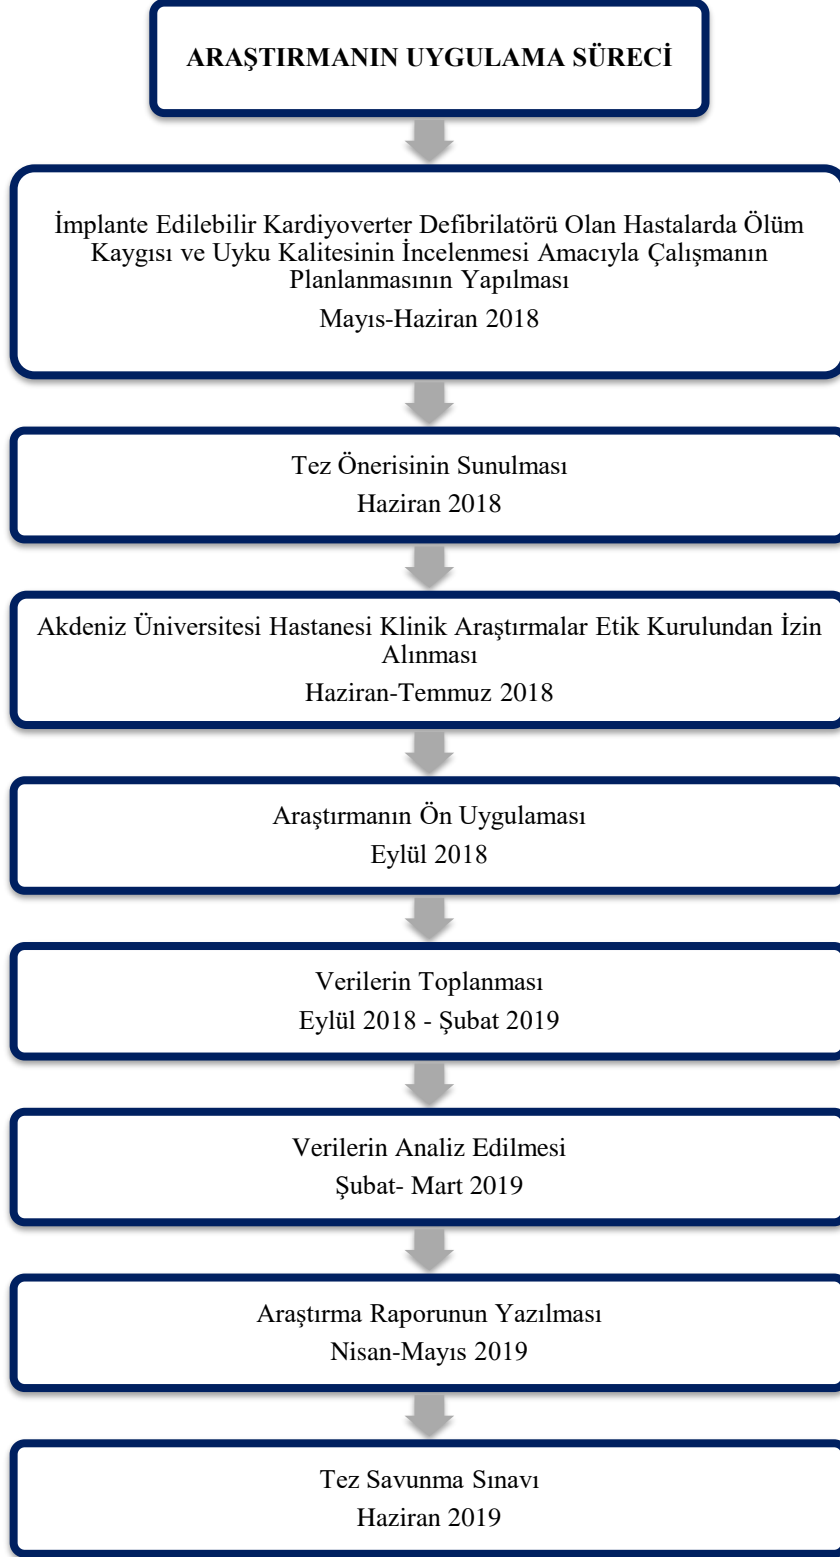 ARAŞTIRMANIN UYGULAMA SÜRECİ
İmplante Edilebilir Kardiyoverter Defibrilatörü Olan Hastalarda Ölüm
Kaygısı ve Uyku Kalitesinin İncelenmesi Amacıyla Çalışmanın
Planlanmasının Yapılması
Mayıs-Haziran 2018
Tez Önerisinin Sunulması
Haziran 2018
Akdeniz Üniversitesi Hastanesi Klinik Araştırmalar Etik Kurulundan İzin
Alınması
Haziran-Temmuz 2018
Araştırmanın Ön Uygulaması
Eylül 2018
Verilerin Toplanması
Eylül 2018 - Şubat 2019
Verilerin Analiz Edilmesi
Şubat- Mart 2019
Araştırma Raporunun Yazılması
Nisan-Mayıs 2019
Tez Savunma Sınavı
Haziran 2019